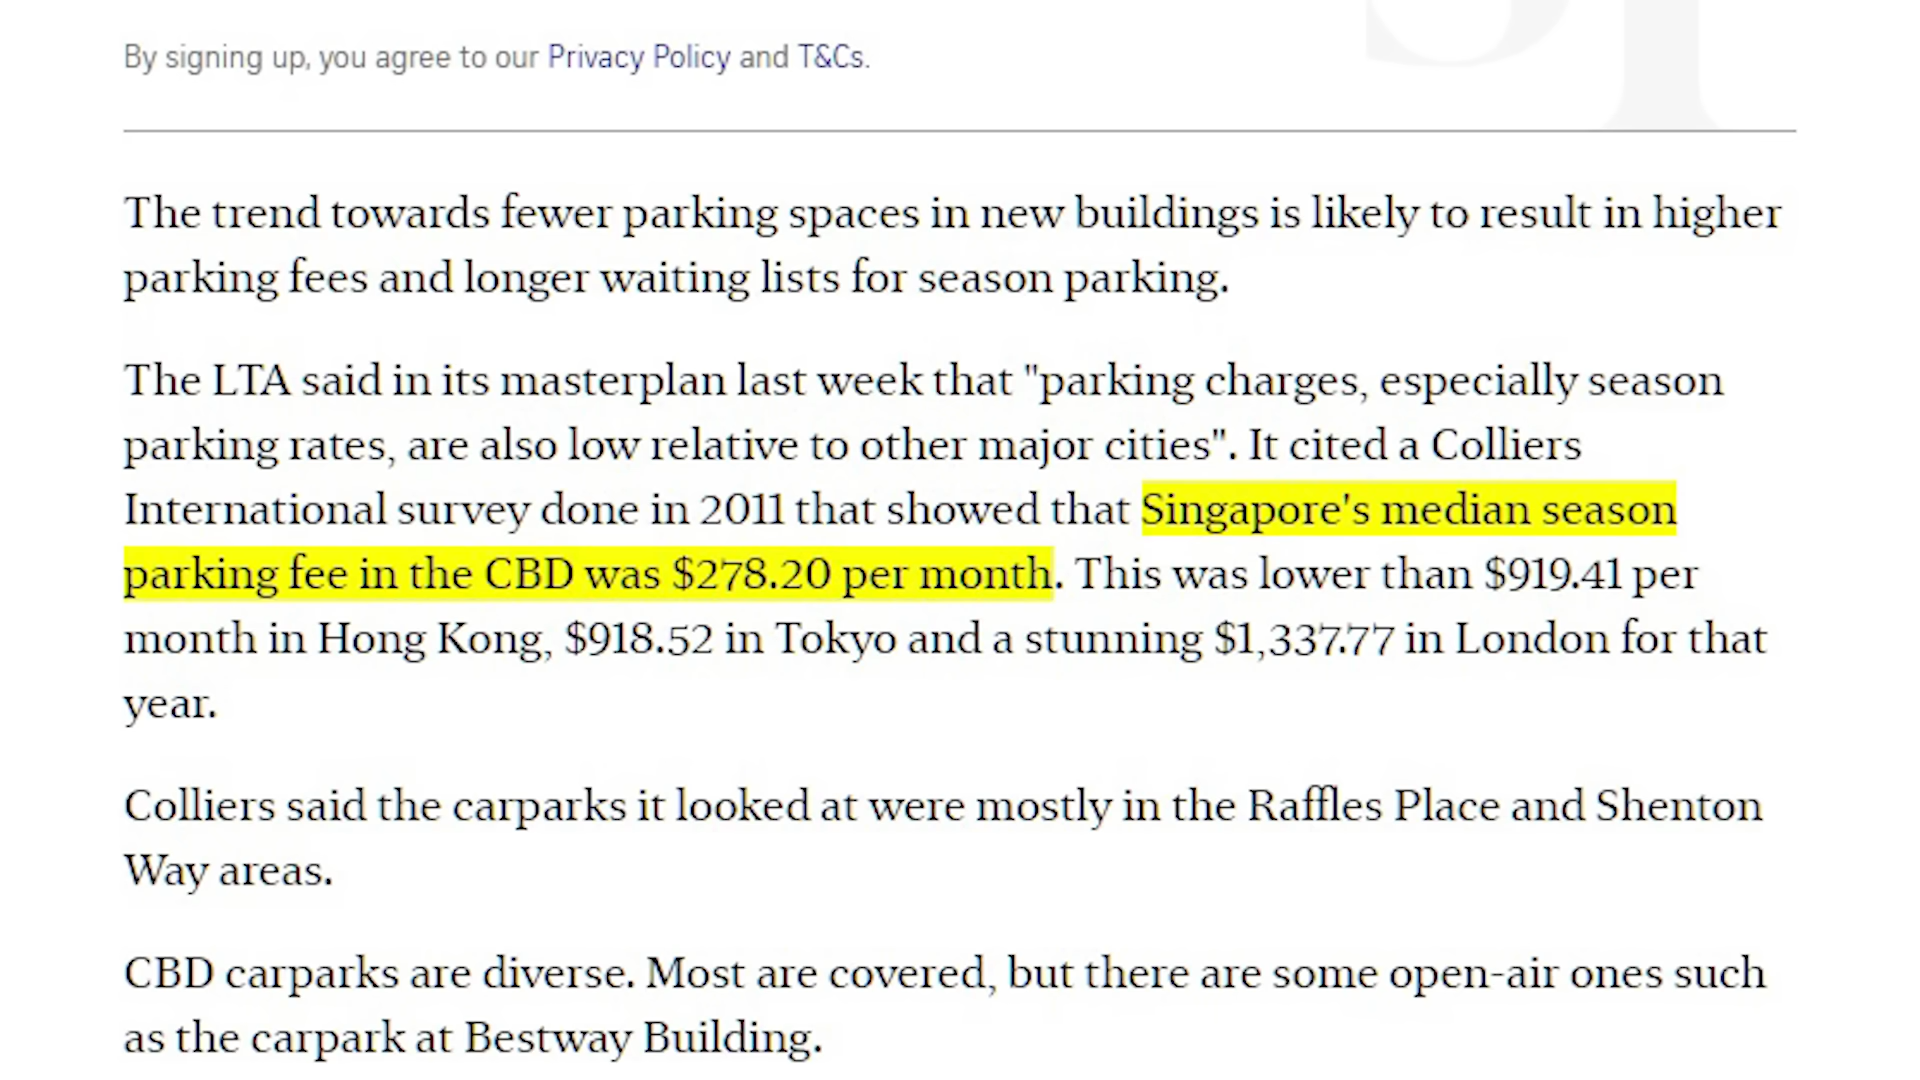 By signing up, you agree to our Privacy Policy and T&Cs.
The trend towards fewer parking spaces in new buildings is likely to result in higher
parking fees and longer waiting lists for season parking.
The LTA said in its masterplan last week that "parking charges, especially season
parking rates, are also low relative to other major cities". It cited a Colliers
International survey done in 2011 that showed that Singapore's median season
parking fee in the CBD was $278.20 per month. This was lower than $919.41 per
month in Hong Kong, $918.52 in Tokyo and a stunning $1,337.77 in London for that
year.
Colliers said the carparks it looked at were mostly in the Raffles Place and Shenton
Way areas.
CBD carparks are diverse. Most are covered, but there are some open-air ones such
as the carpark at Bestway Building.